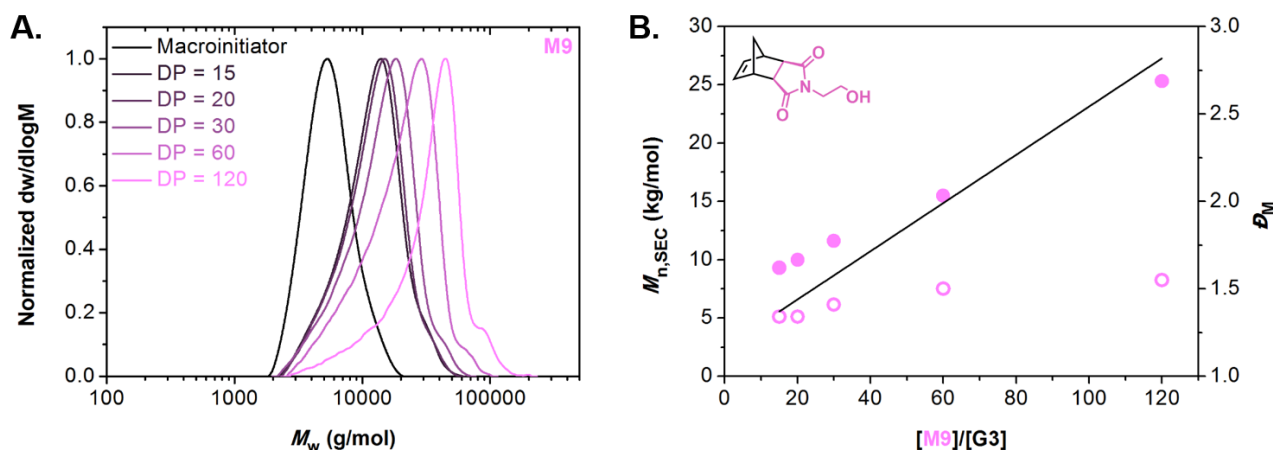 A.
Normalized dw/dlogM
1.0
0.8
0.6
0.4
0.2
0.0
Macroinitiator
DP = 15
DP = 20
DP = 30
DP = 60
DP = 120
M9
100
1000
10000
100000
M_w (g/mol)
B.
M_n,SEC (kg/mol)
30
25
20
15
10
5
0
O
N
OH
O
3.0
2.5
2.0
1.5
1.0
Đ_M
0
20
40
60
80
100
120
[M9]/[G3]